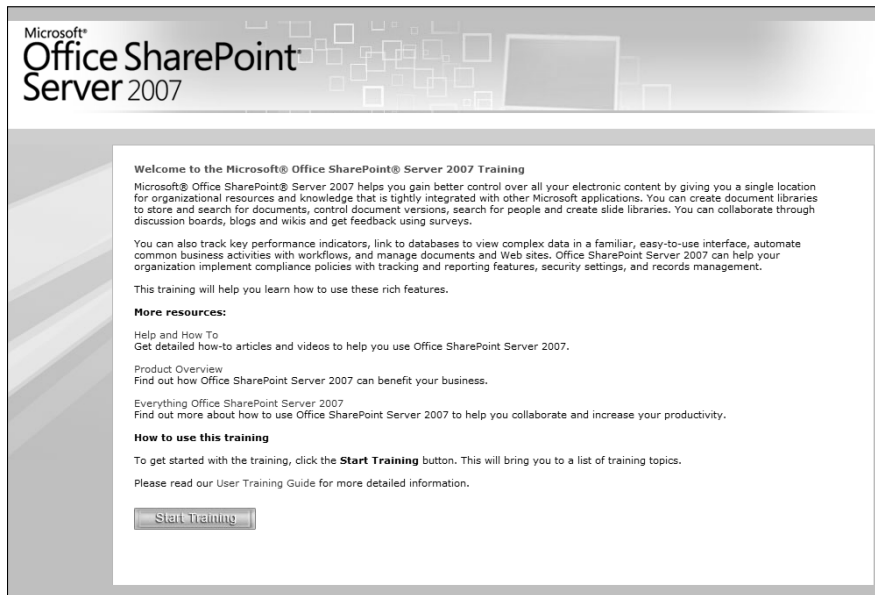 Microsoft®
Office SharePoint®
Server 2007
Welcome to the Microsoft® Office SharePoint® Server 2007 Training
Microsoft® Office SharePoint® Server 2007 helps you gain better control over all your electronic content by giving you a single location
for organizational resources and knowledge that is tightly integrated with other Microsoft applications. You can create document libraries
to store and search for documents, control document versions, search for people and create slide libraries. You can collaborate through
discussion boards, blogs and wikis and get feedback using surveys.
You can also track key performance indicators, link to databases to view complex data in a familiar, easy-to-use interface, automate
common business activities with workflows, and manage documents and Web sites. Office SharePoint Server 2007 can help your
organization implement compliance policies with tracking and reporting features, security settings, and records management.
This training will help you learn how to use these rich features.
More resources:
Help and How To
Get detailed how-to articles and videos to help you use Office SharePoint Server 2007.
Product Overview
Find out how Office SharePoint Server 2007 can benefit your business.
Everything Office SharePoint Server 2007
Find out more about how to use Office SharePoint Server 2007 to help you collaborate and increase your productivity.
How to use this training
To get started with the training, click the Start Training button. This will bring you to a list of training topics.
Please read our User Training Guide for more detailed information.
Start Training